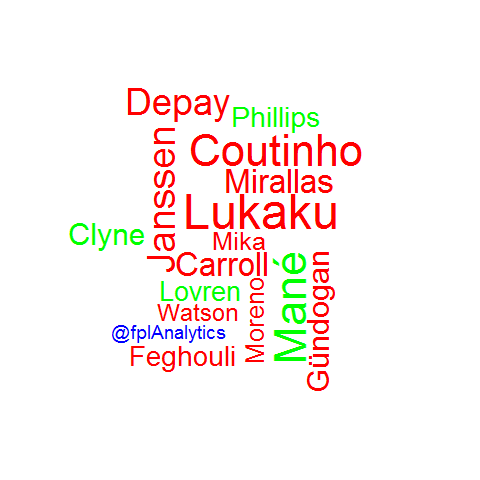 Depay
Phillips
Janssen
Coutinho
Mirallas
Lukaku
Clyne
Mika
Carroll
Mané
Gündogan
Lovren
Moreno
Watson
@fplAnalytics
Feghouli